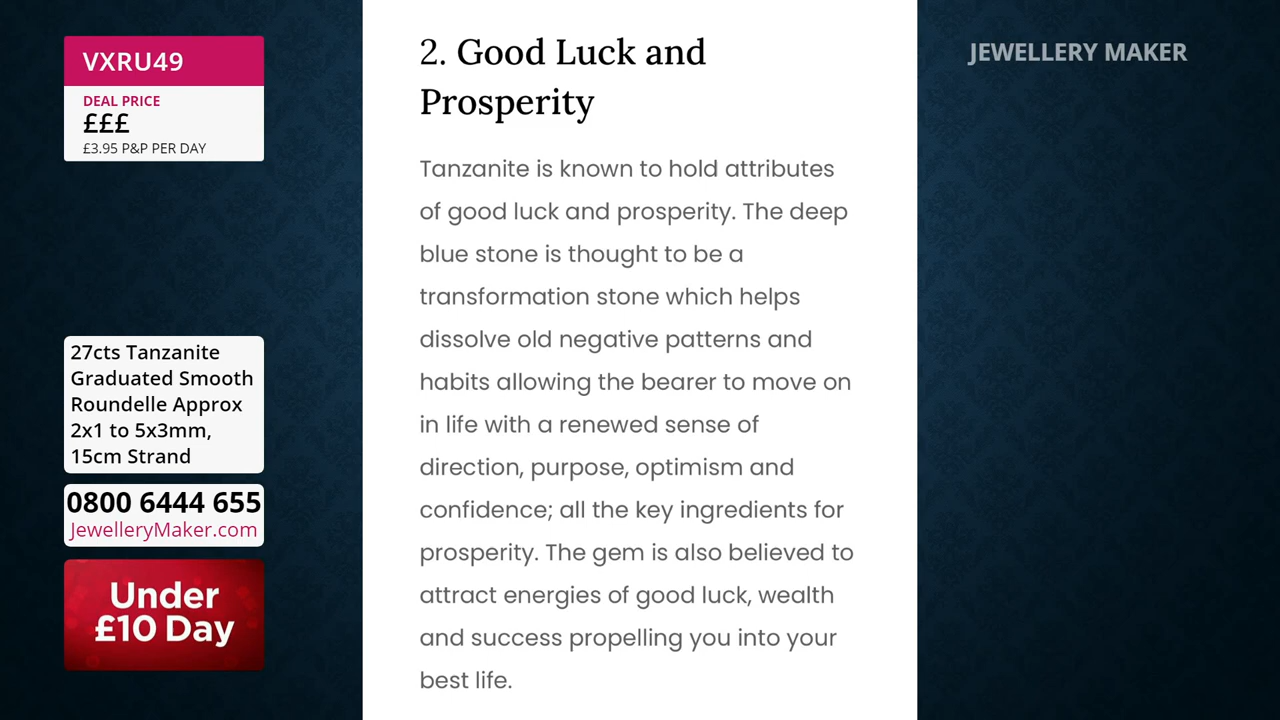 VXRU49
DEAL PRICE
£££
£3.95 P&P PER DAY
27cts Tanzanite
Graduated Smooth
Roundelle Approx
2x1 to 5x3mm,
15cm Strand
0800 6444 655
JewelleryMaker.com
Under
£10 Day
2. Good Luck and
Prosperity
Tanzanite is known to hold attributes
of good luck and prosperity. The deep
blue stone is thought to be a
transformation stone which helps
dissolve old negative patterns and
habits allowing the bearer to move on
in life with a renewed sense of
direction, purpose, optimism and
confidence; all the key ingredients for
prosperity. The gem is also believed to
attract energies of good luck, wealth
and success propelling you into your
best life.
JEWELLERY MAKER